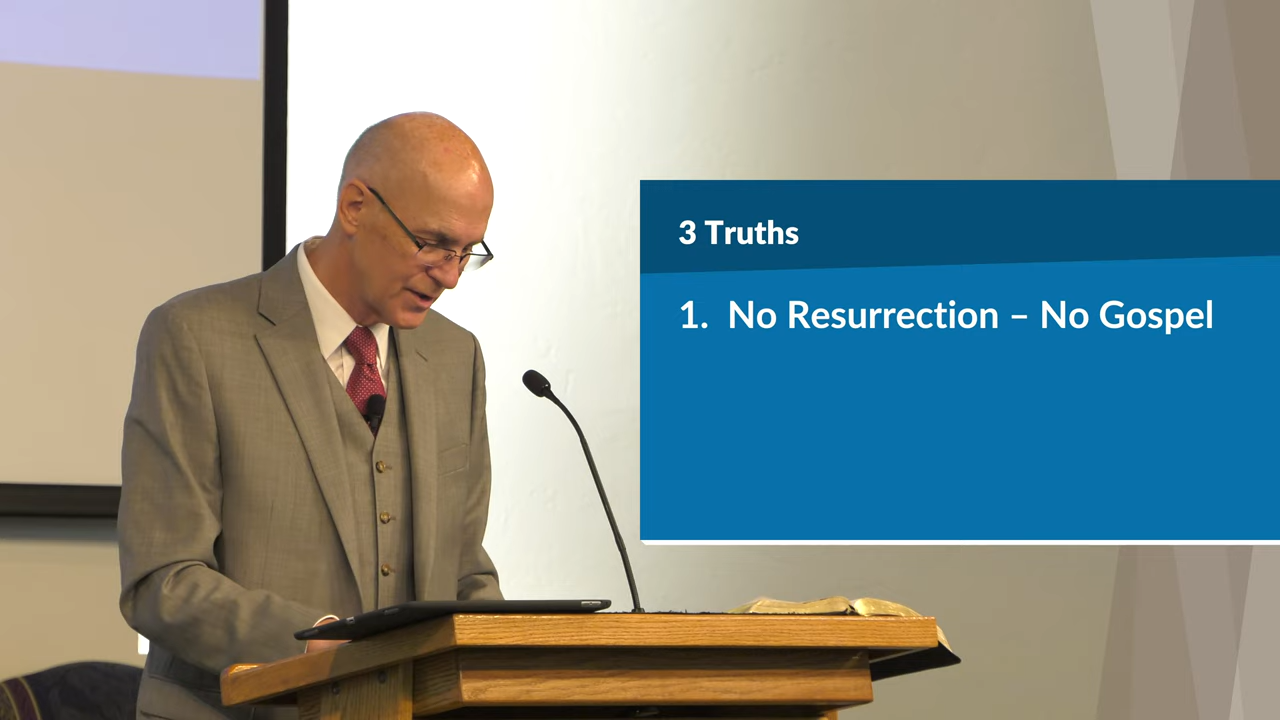 3 Truths
1. No Resurrection – No Gospel